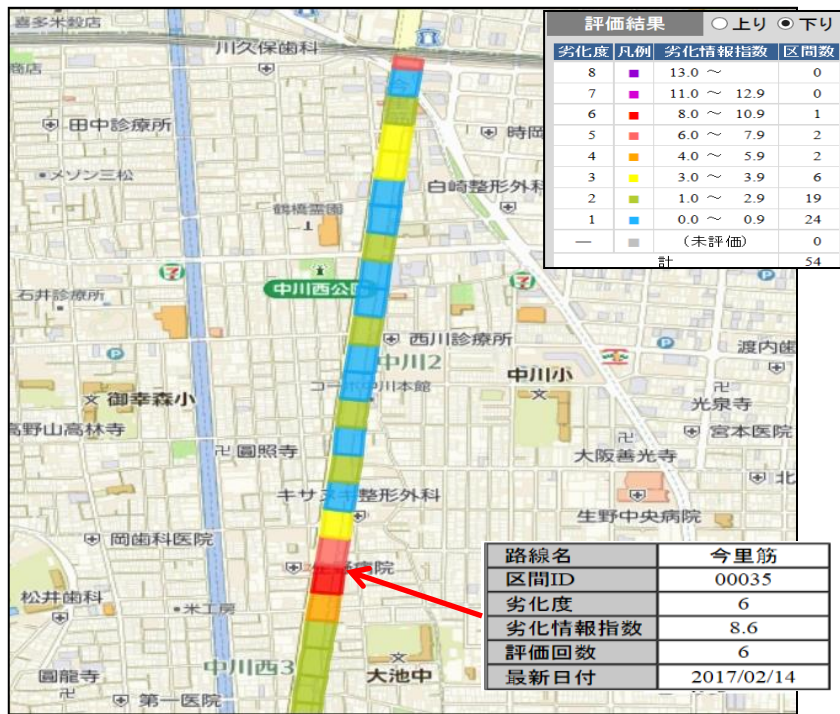 喜多米穀店
川久保歯科
商店
田中診療所
時岡
メゾン三松
白崎整形外科
鶴橋霊園
中川西公園
石井診療所
西川診療所
渡内歯
中川2
中川小
コーポ中川本館
御幸森小
光泉寺
高野山高林寺
宮本医院
圓照寺
大阪善光寺
北
キサヌキ整形外科
生野中央病院
岡歯科医院
病院
松井歯科
米工房
中川西3
圓龍寺
大池中
第一医院
評価結果 上り 下り
劣化度 凡例 劣化情報指数 区間数
8 13.0 ～ 0
7 11.0 ～ 12.9 0
6 8.0 ～ 10.9 1
5 6.0 ～ 7.9 2
4 4.0 ～ 5.9 2
3 3.0 ～ 3.9 6
2 1.0 ～ 2.9 19
1 0.0 ～ 0.9 24
― (未評価) 0
計 54
路線名 今里筋
区間ID 00035
劣化度 6
劣化情報指数 8.6
評価回数 6
最新日付 2017/02/14